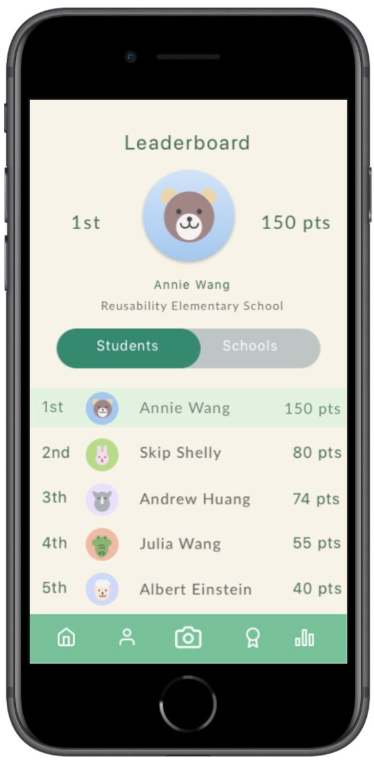 Leaderboard
1st 150 pts
Annie Wang
Reusability Elementary School
Students Schools
1st Annie Wang 150 pts
2nd Skip Shelly 80 pts
3th Andrew Huang 74 pts
4th Julia Wang 55 pts
5th Albert Einstein 40 pts